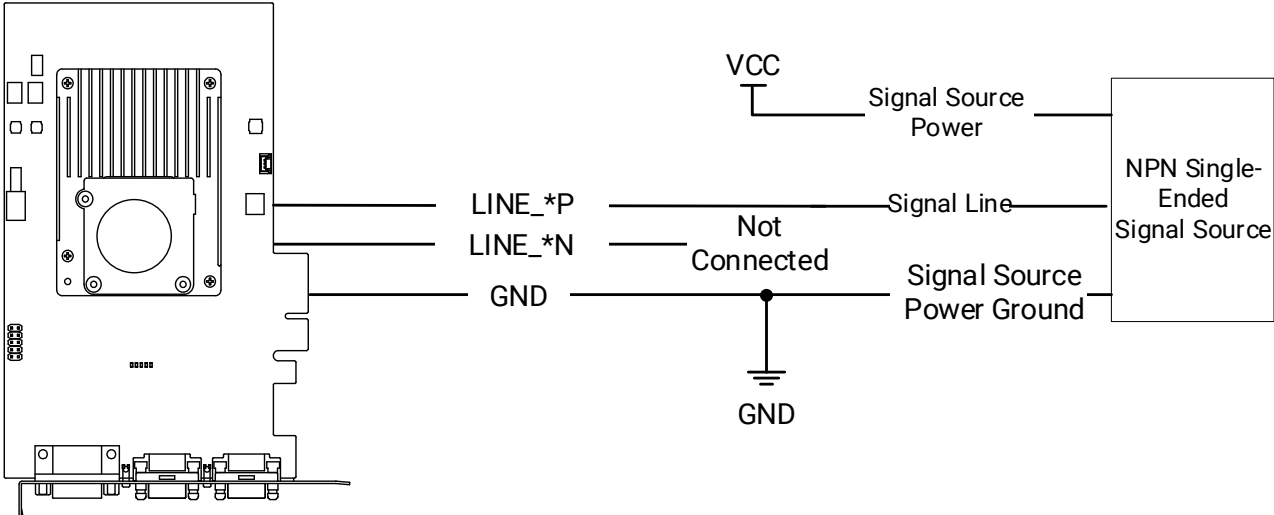 VCC
Signal Source
Power
NPN Single-
Ended
Signal Source
LINE_*P
Signal Line
LINE_*N
Not
Connected
GND
Signal Source
Power Ground
GND